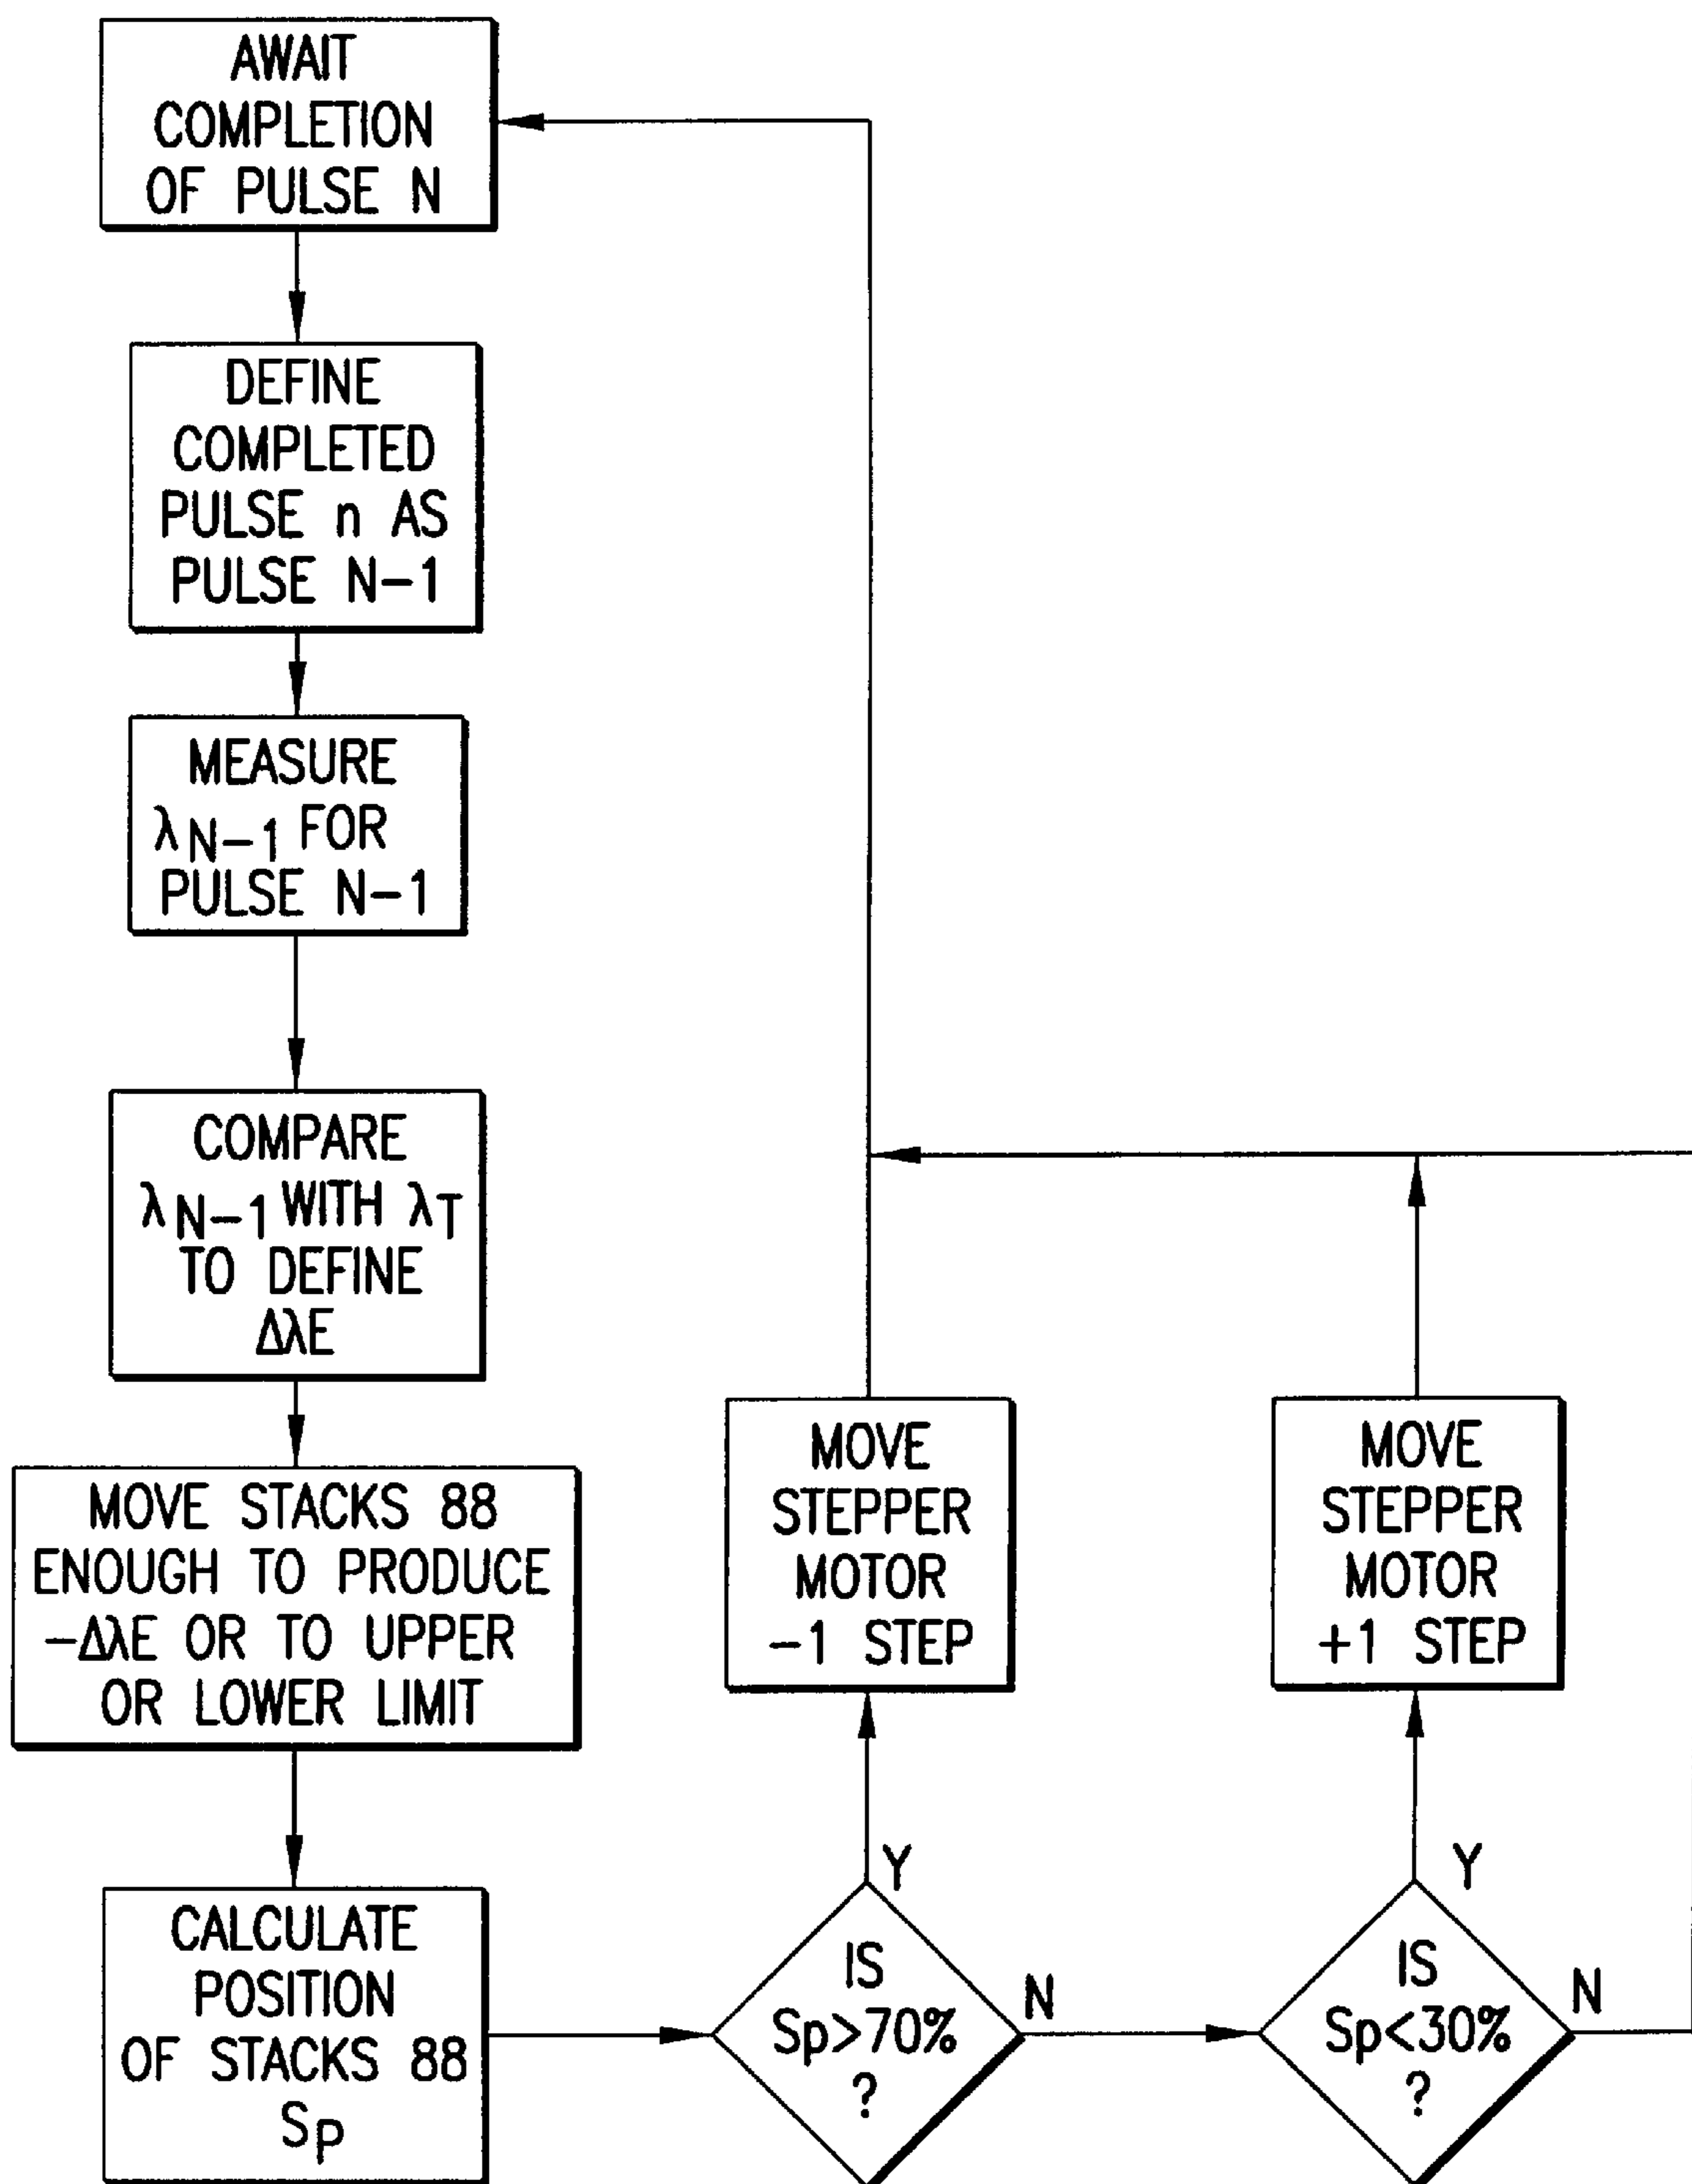 AWAIT
COMPLETION
OF PULSE N
DEFINE
COMPLETED
PULSE n AS
PULSE N-1
MEASURE
λN-1 FOR
PULSE N-1
COMPARE
λN-1 WITH λT
TO DEFINE
ΔλE
MOVE STACKS 88
ENOUGH TO PRODUCE
-ΔλE OR TO UPPER
OR LOWER LIMIT
CALCULATE
POSITION
OF STACKS 88
SP
IS
Sp>70%
?
Y
N
MOVE
STEPPER
MOTOR
-1 STEP
IS
Sp<30%
?
Y
N
MOVE
STEPPER
MOTOR
+1 STEP